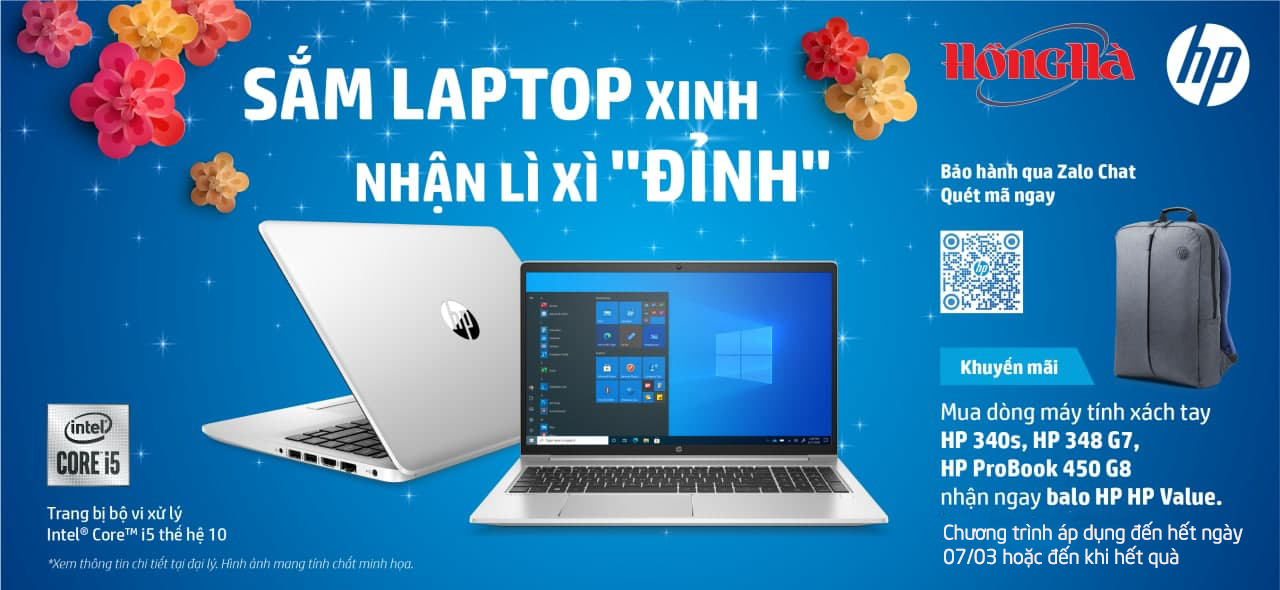 SẮM LAPTOP XINH
NHẬN LÌ XÌ "ĐỈNH"
HỒNGHÀ
hp
Bảo hành qua Zalo Chat
Quét mã ngay
hp
hp
Khuyến mãi
Mua dòng máy tính xách tay
HP 340s, HP 348 G7,
HP ProBook 450 G8
nhận ngay balo HP HP Value.
Chương trình áp dụng đến hết ngày
07/03 hoặc đến khi hết quà
intel
CORE i5
Trang bị bộ vi xử lý
Intel® Core™ i5 thế hệ 10
*Xem thông tin chi tiết tại đại lý. Hình ảnh mang tính chất minh họa.